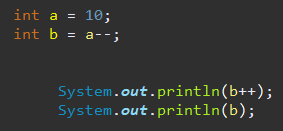 int a = 10;
int b = a--;
System.out.println(b++);
System.out.println(b);